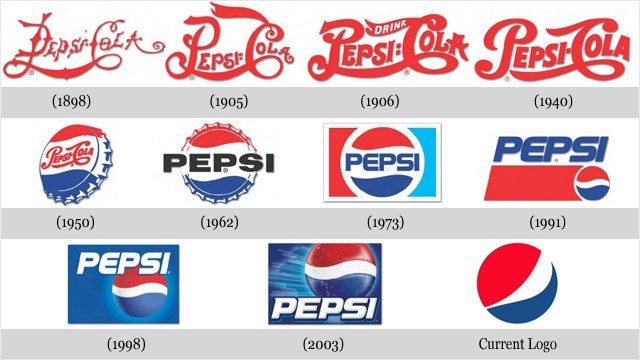 Pepsi-Cola
Pepsi:Cola
DRINK
Pepsi:Cola
Pepsi-Cola
(1898)
(1905)
(1906)
(1940)
Pepsi-Cola
PEPSI
PEPSI
PEPSI
(1950)
(1962)
(1973)
(1991)
PEPSI
PEPSI
(1998)
(2003)
Current Logo